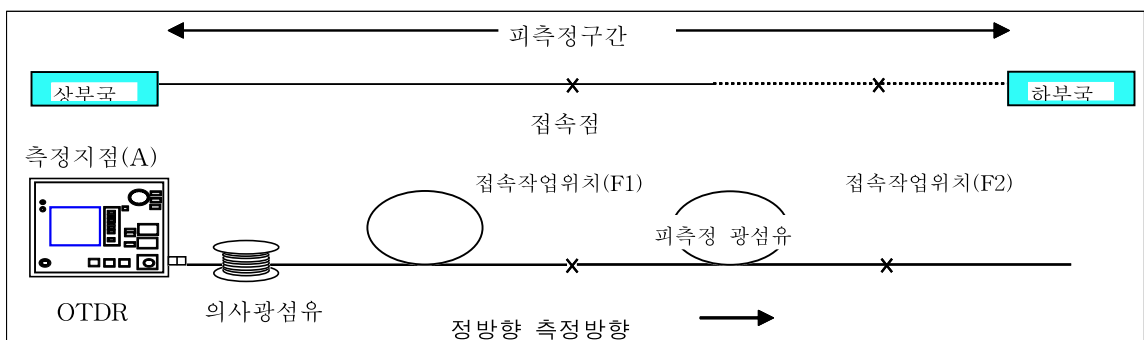 피측정구간
상부국
하부국
접속점
측정지점(A)
접속작업위치(F1)
접속작업위치(F2)
피측정 광섬유
OTDR
의사광섬유
정방향 측정방향